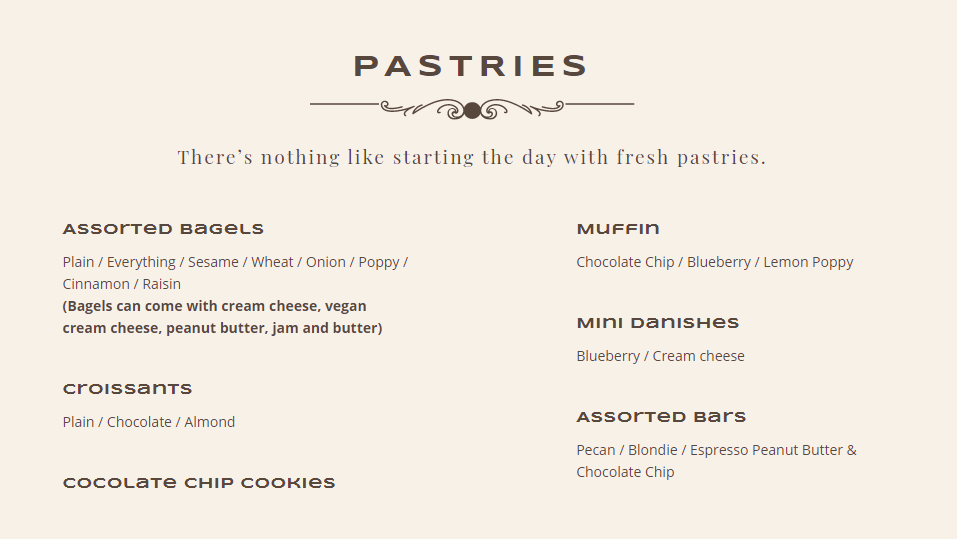 PASTRIES
There’s nothing like starting the day with fresh pastries.
Assorted Bagels
Plain / Everything / Sesame / Wheat / Onion / Poppy /
Cinnamon / Raisin
(Bagels can come with cream cheese, vegan
cream cheese, peanut butter, jam and butter)
Croissants
Plain / Chocolate / Almond
Cocolate Chip Cookies
Muffin
Chocolate Chip / Blueberry / Lemon Poppy
Mini Danishes
Blueberry / Cream cheese
Assorted Bars
Pecan / Blondie / Espresso Peanut Butter &
Chocolate Chip